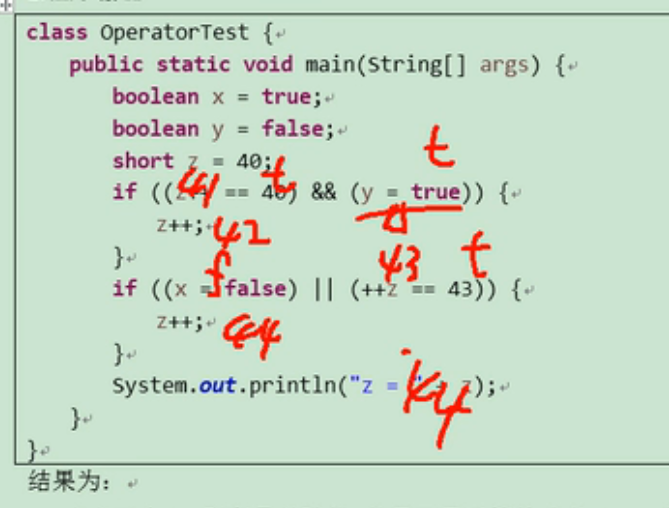 class OperatorTest {
public static void main(String[] args) {
boolean x = true;
boolean y = false;
short z = 40;
t
if (( == 40) && (y = true)) {
41 t
z++; 42
}
43 t
f
if ((x = false) || (++z == 43)) {
z++; 44
}
System.out.println("z = " + z);
44
}
}
结果为：